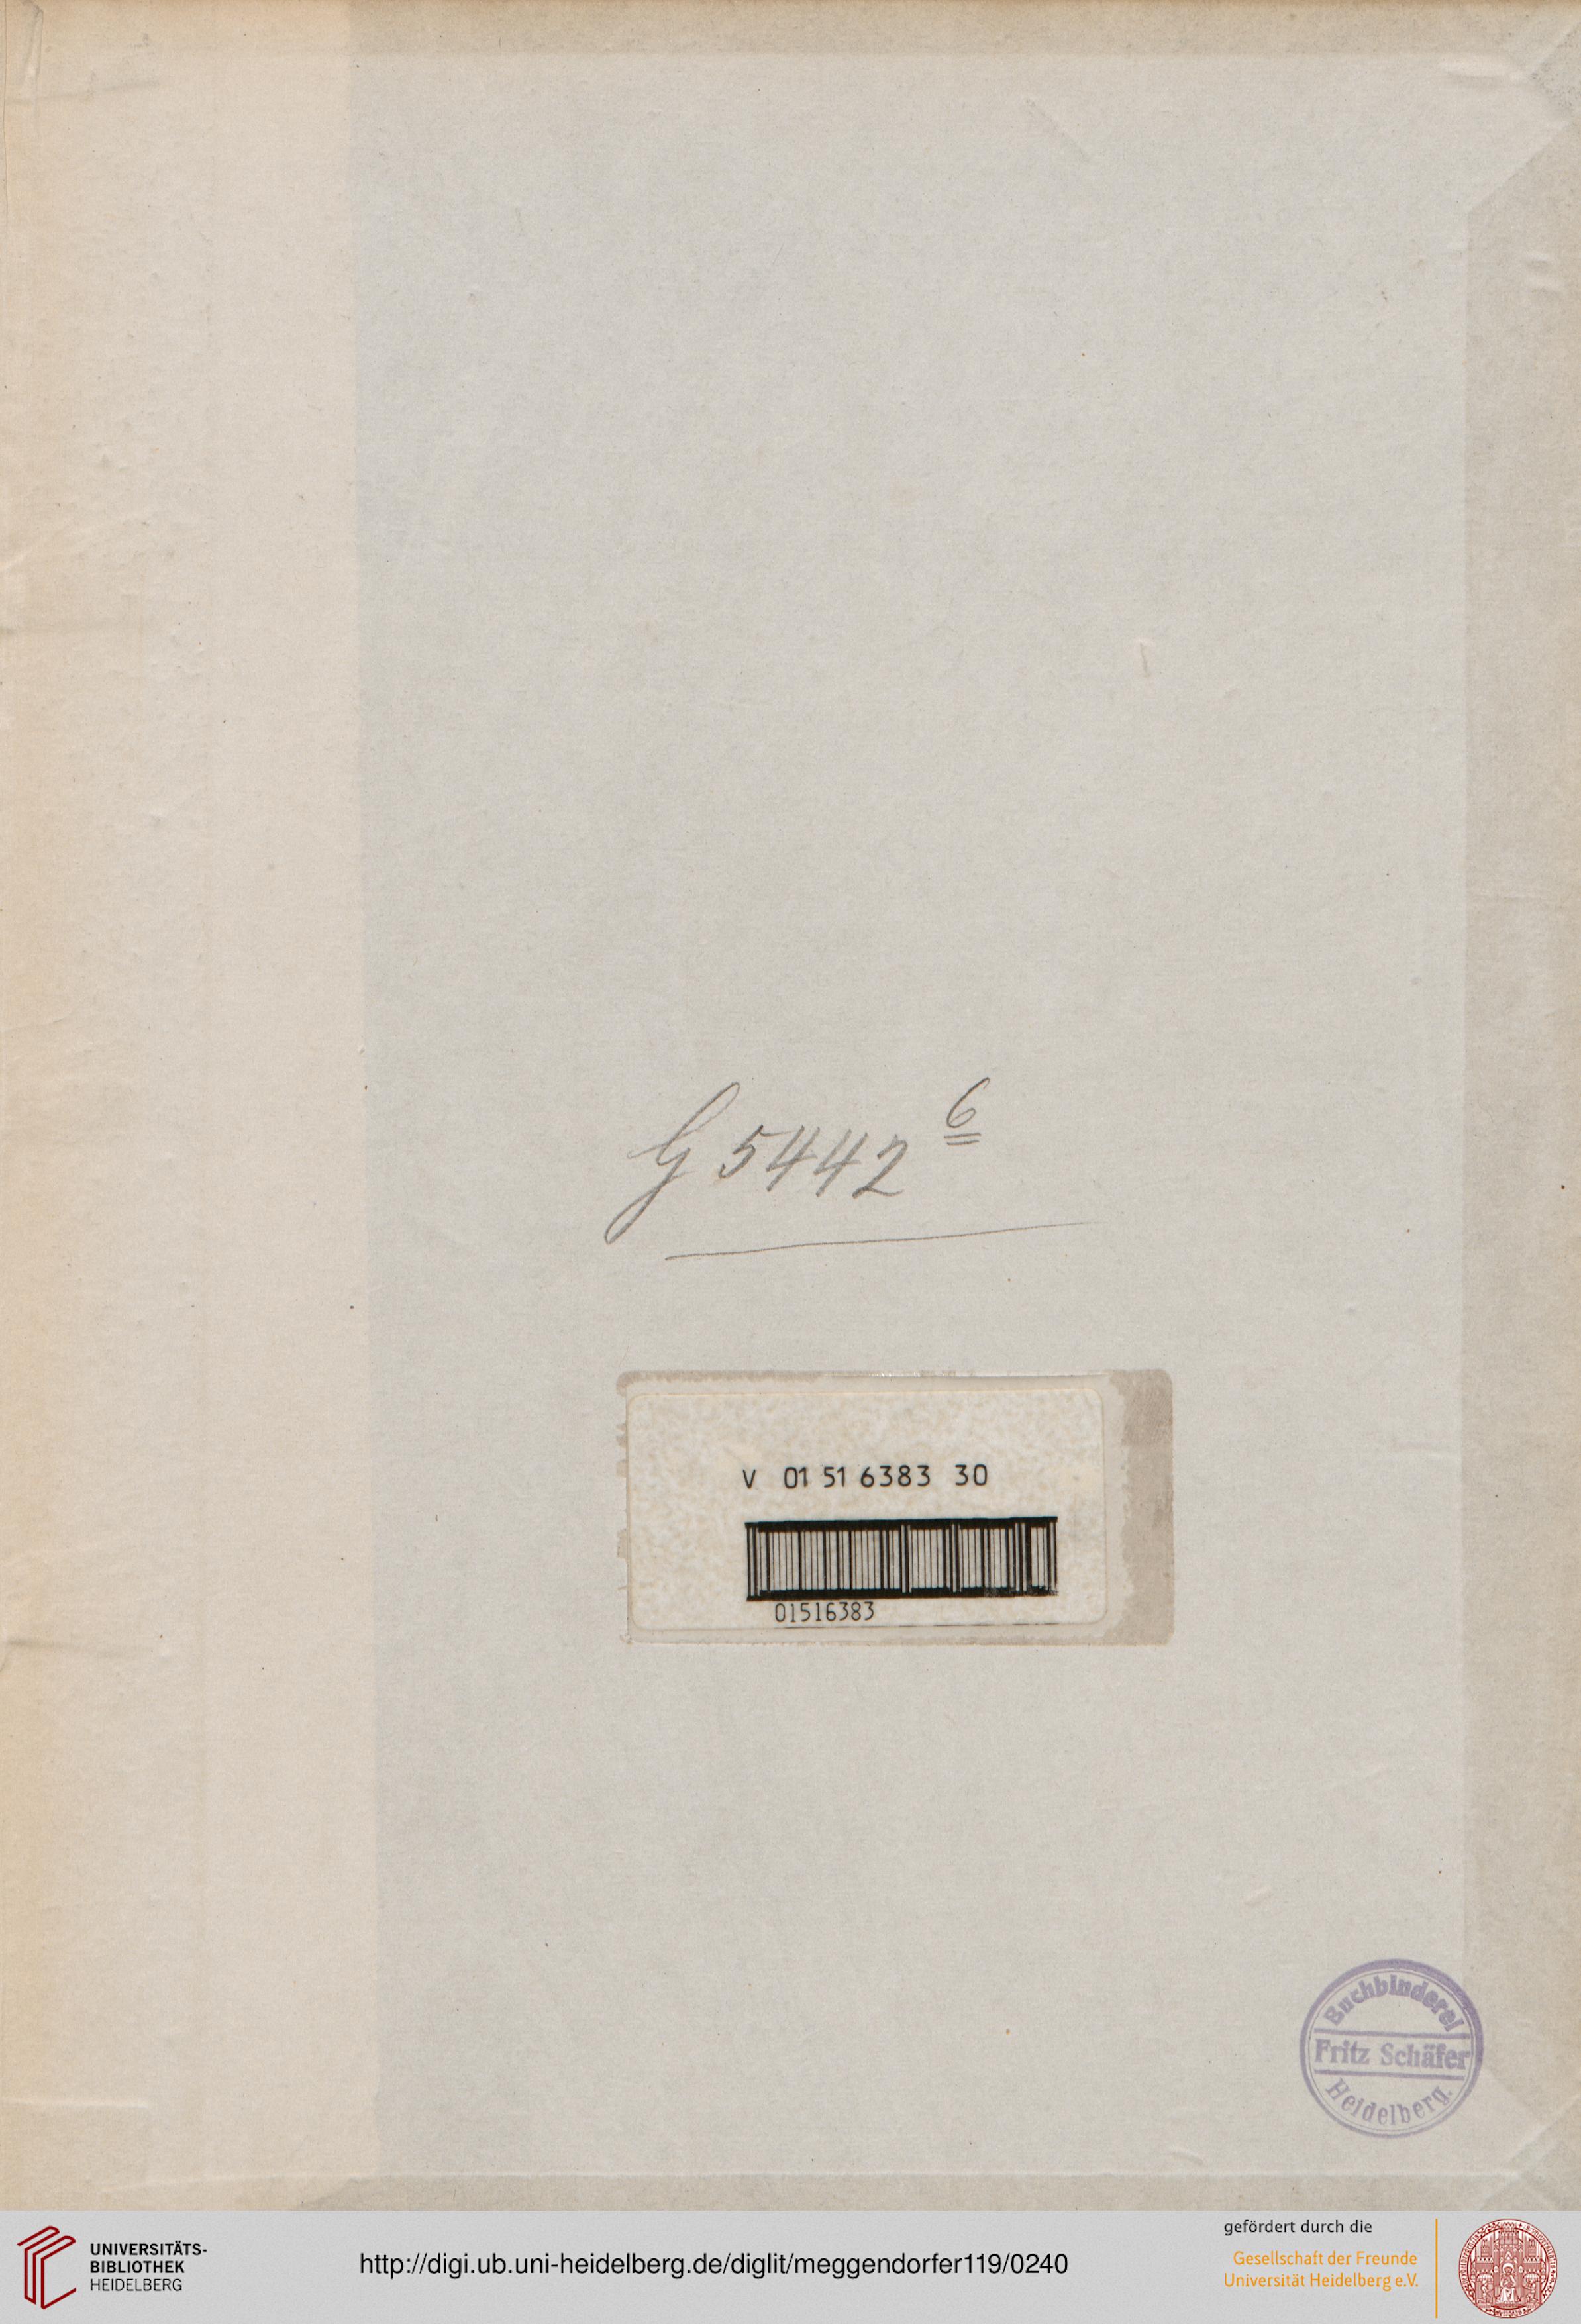 G 5442 6
V 01 51 6383 30
01516383
Buchbinderei
Fritz Schäfer
Heidelberg.
UNIVERSITÄTS-
BIBLIOTHEK
HEIDELBERG
http://digi.ub.uni-heidelberg.de/diglit/meggendorfer119/0240
gefördert durch die
Gesellschaft der Freunde
Universität Heidelberg e.V.